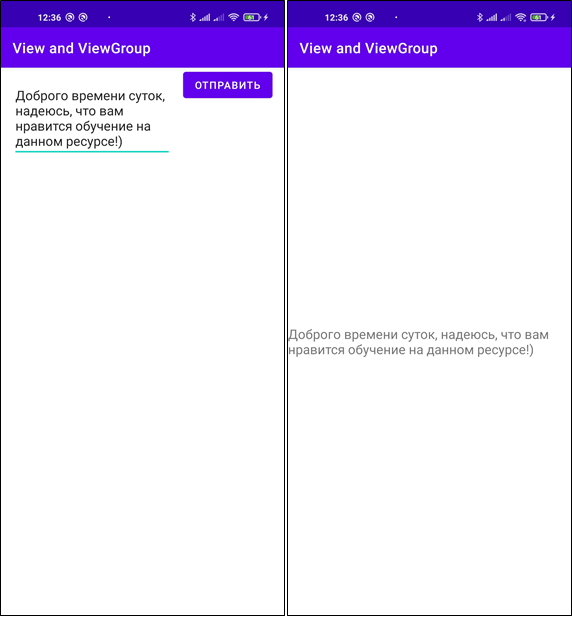 12:36
View and ViewGroup
Доброго времени суток,
надеюсь, что вам
нравится обучение на
данном ресурсе!)
ОТПРАВИТЬ
12:36
View and ViewGroup
Доброго времени суток, надеюсь, что вам
нравится обучение на данном ресурсе!)